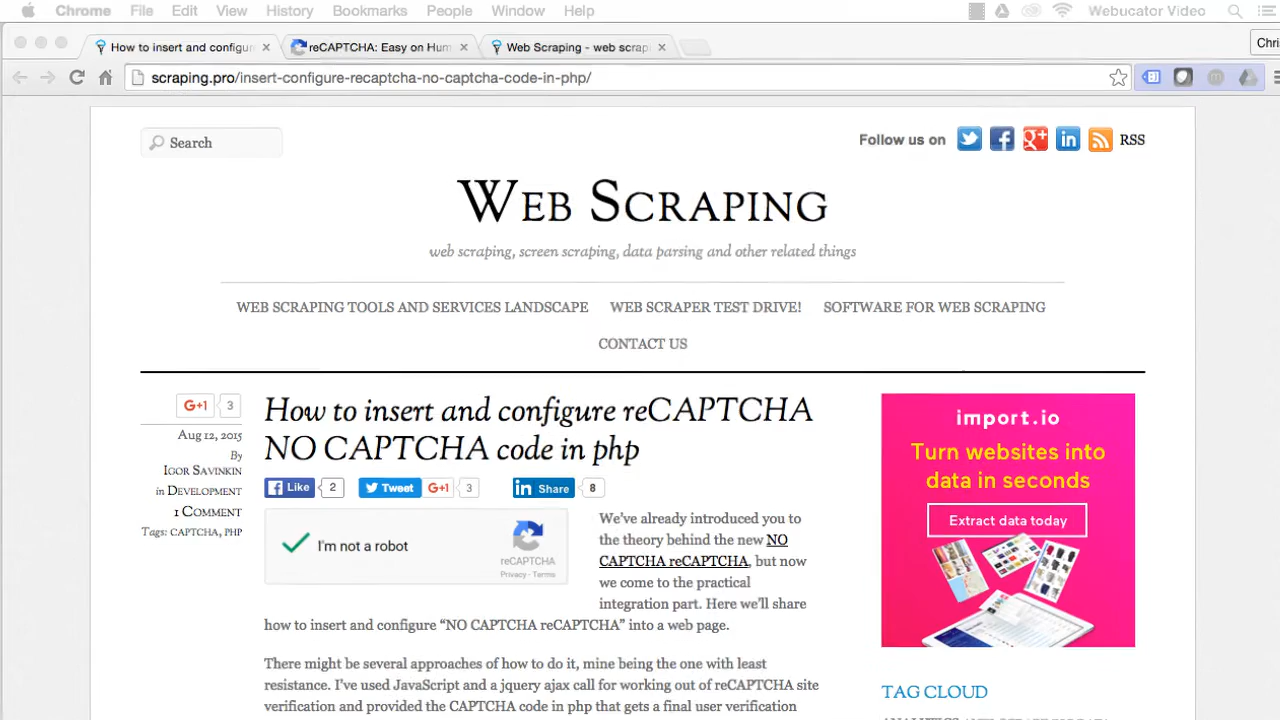 Chrome File Edit View History Bookmarks People Window Help Webucator Video
How to insert and configur reCAPTCHA: Easy on Hum Web Scraping - web scrap Chri
scraping.pro/insert-configure-recaptcha-no-captcha-code-in-php/
Search Follow us on RSS
Web Scraping
web scraping, screen scraping, data parsing and other related things
WEB SCRAPING TOOLS AND SERVICES LANDSCAPE WEB SCRAPER TEST DRIVE! SOFTWARE FOR WEB SCRAPING
CONTACT US
G+1 3
Aug 12, 2015
By
Igor Savinkin
in Development
1 Comment
Tags: captcha, php
How to insert and configure reCAPTCHA
NO CAPTCHA code in php
Like 2 Tweet G+1 3 in Share 8
I'm not a robot
reCAPTCHA
Privacy - Terms
We've already introduced you to
the theory behind the new NO
CAPTCHA reCAPTCHA, but now
we come to the practical
integration part. Here we'll share
how to insert and configure “NO CAPTCHA reCAPTCHA” into a web page.
There might be several approaches of how to do it, mine being the one with least
resistance. I've used JavaScript and a jquery ajax call for working out of reCAPTCHA site
verification and provided the CAPTCHA code in php that gets a final user verification
import.io
Turn websites into
data in seconds
Extract data today
TAG CLOUD